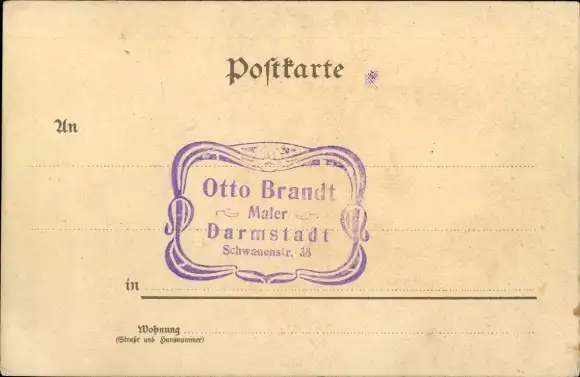 Postkarte
An
Otto Brandt
Maler
Darmstadt
Schwanenstr. 38
in
Wohnung
(Straße und Hausnummer)